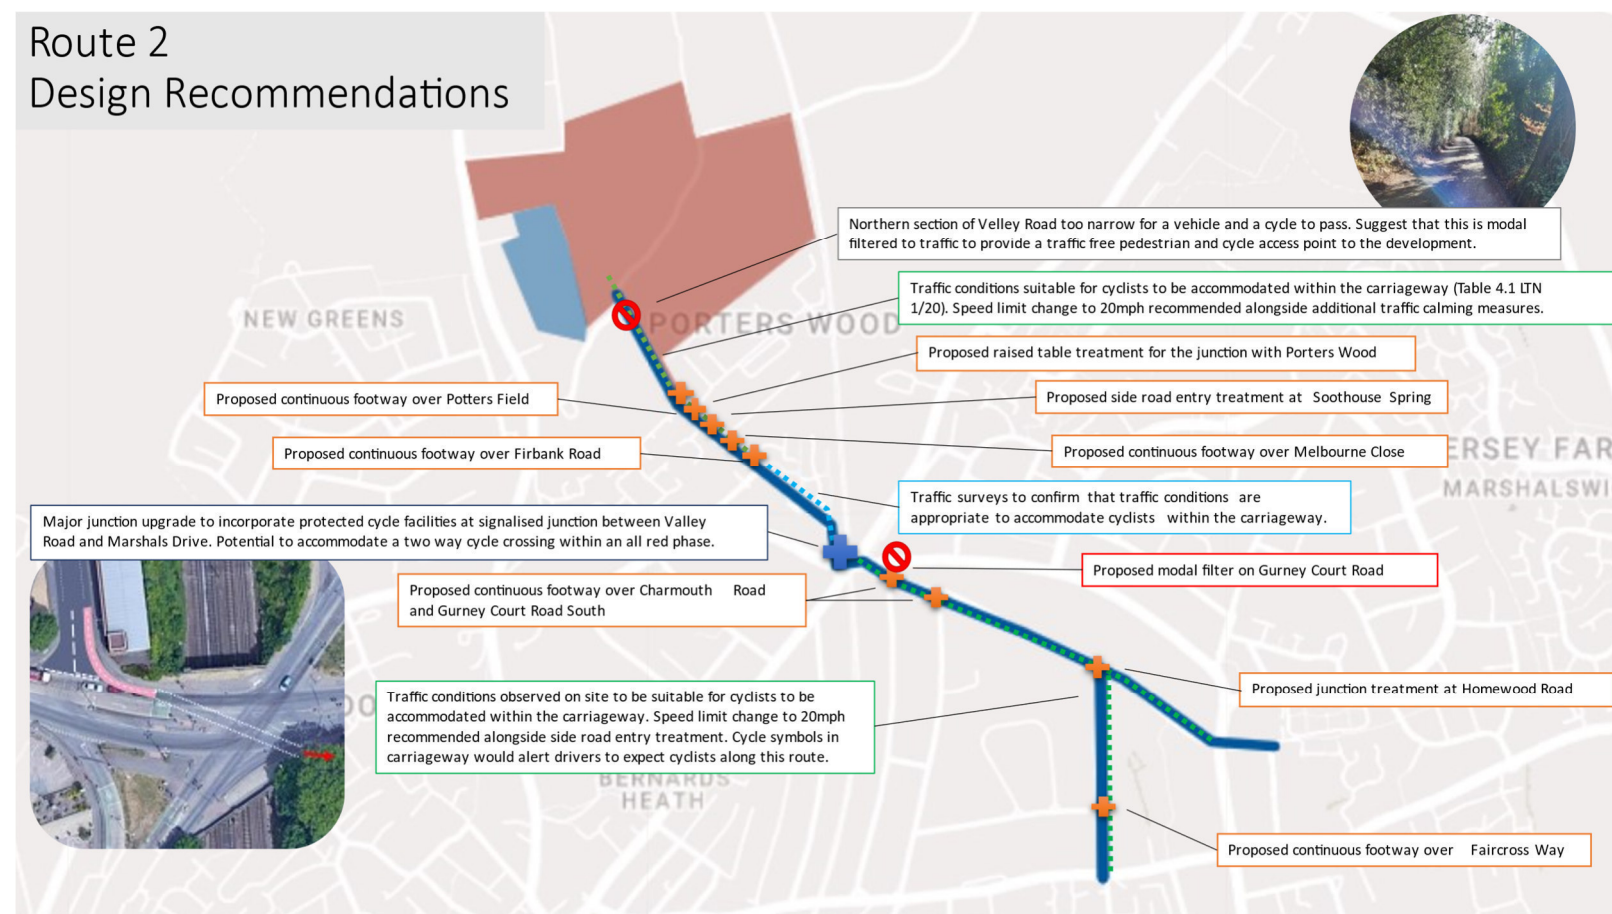 Route 2
Design Recommendations
Northern section of Velley Road too narrow for a vehicle and a cycle to pass. Suggest that this is modal
filtered to traffic to provide a traffic free pedestrian and cycle access point to the development.
Traffic conditions suitable for cyclists to be accommodated within the carriageway (Table 4.1 LTN
1/20). Speed limit change to 20mph recommended alongside additional traffic calming measures.
NEW GREENS
PORTERS WOOD
Proposed raised table treatment for the junction with Porters Wood
Proposed continuous footway over Potters Field
Proposed side road entry treatment at Soothouse Spring
Proposed continuous footway over Firbank Road
Proposed continuous footway over Melbourne Close
ERSEY FAR
MARSHALSWI
Traffic surveys to confirm that traffic conditions are
appropriate to accommodate cyclists within the carriageway.
Major junction upgrade to incorporate protected cycle facilities at signalised junction between Valley
Road and Marshals Drive. Potential to accommodate a two way cycle crossing within an all red phase.
Proposed modal filter on Gurney Court Road
Proposed continuous footway over Charmouth Road
and Gurney Court Road South
Proposed junction treatment at Homewood Road
Traffic conditions observed on site to be suitable for cyclists to be
accommodated within the carriageway. Speed limit change to 20mph
recommended alongside side road entry treatment. Cycle symbols in
carriageway would alert drivers to expect cyclists along this route.
BERNARDS
HEATH
Proposed continuous footway over Faircross Way